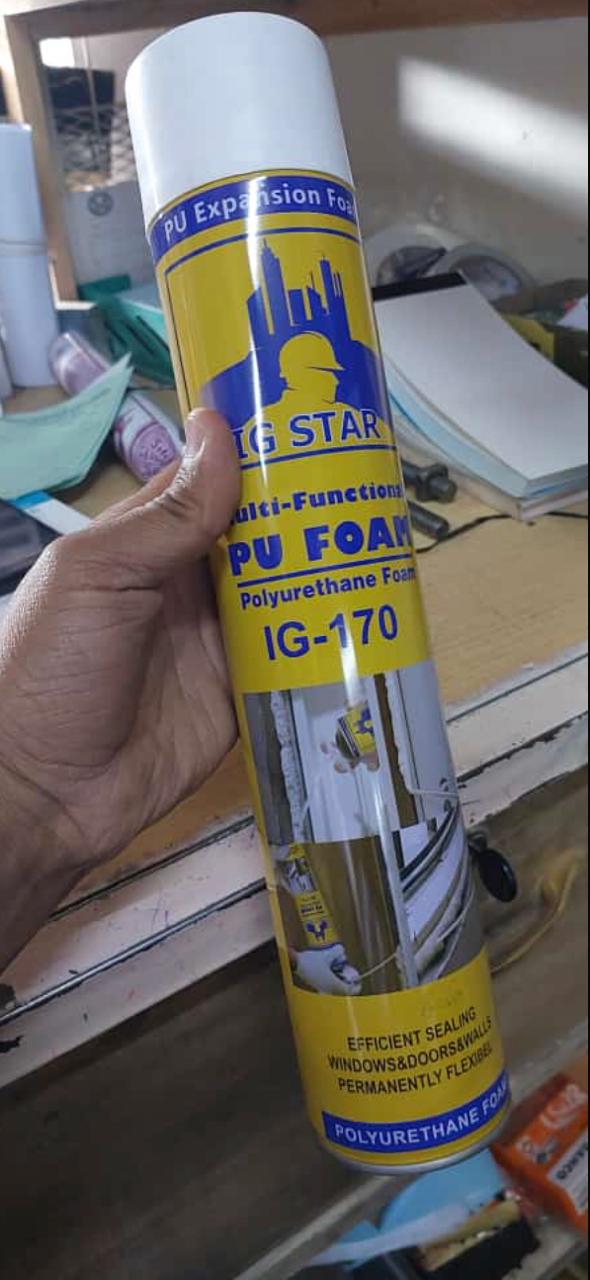 PU Expansion Foa
IG STAR
ulti-Functional
PU FOAM
Polyurethane Foam
IG-170
EFFICIENT SEALING
WINDOWS&DOORS&WALLS
PERMANENTLY FLEXIBEL
POLYURETHANE FOA